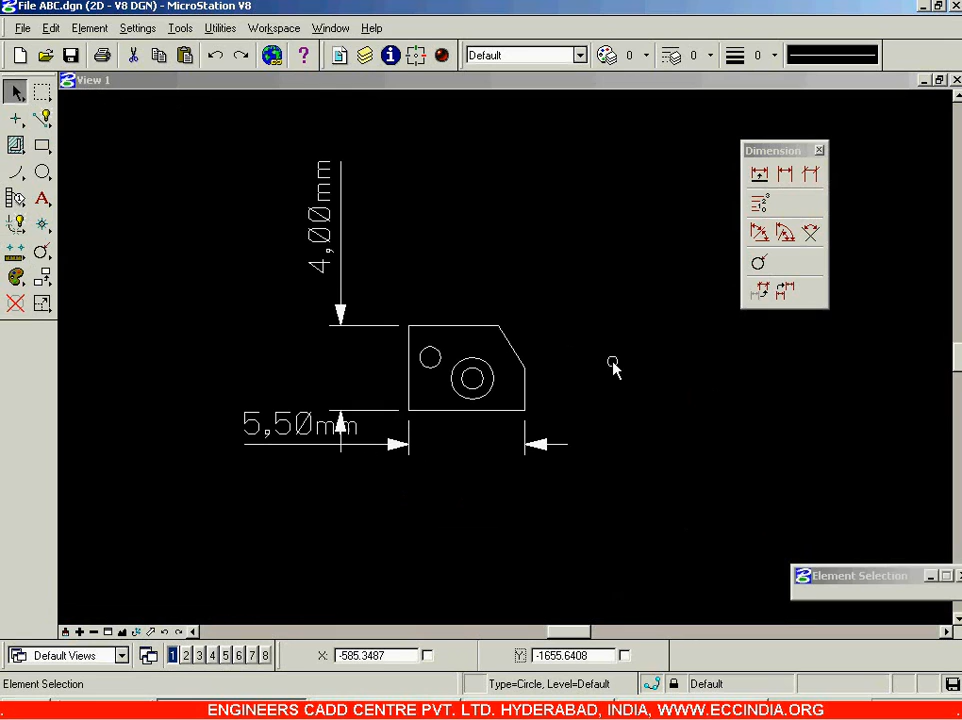 File ABC.dgn (2D - V8 DGN) - MicroStation V8
File Edit Element Settings Tools Utilities Workspace Window Help
Default 0 0 0
View 1
Dimension
4,00mm
5,50mm
Element Selection
Default Views 1 2 3 4 5 6 7 8 X: -585.3487 Y: -1655.6408
Element Selection Type=Circle, Level=Default Default
ENGINEERS CADD CENTRE PVT. LTD. HYDERABAD, INDIA, WWW.ECCINDIA.ORG